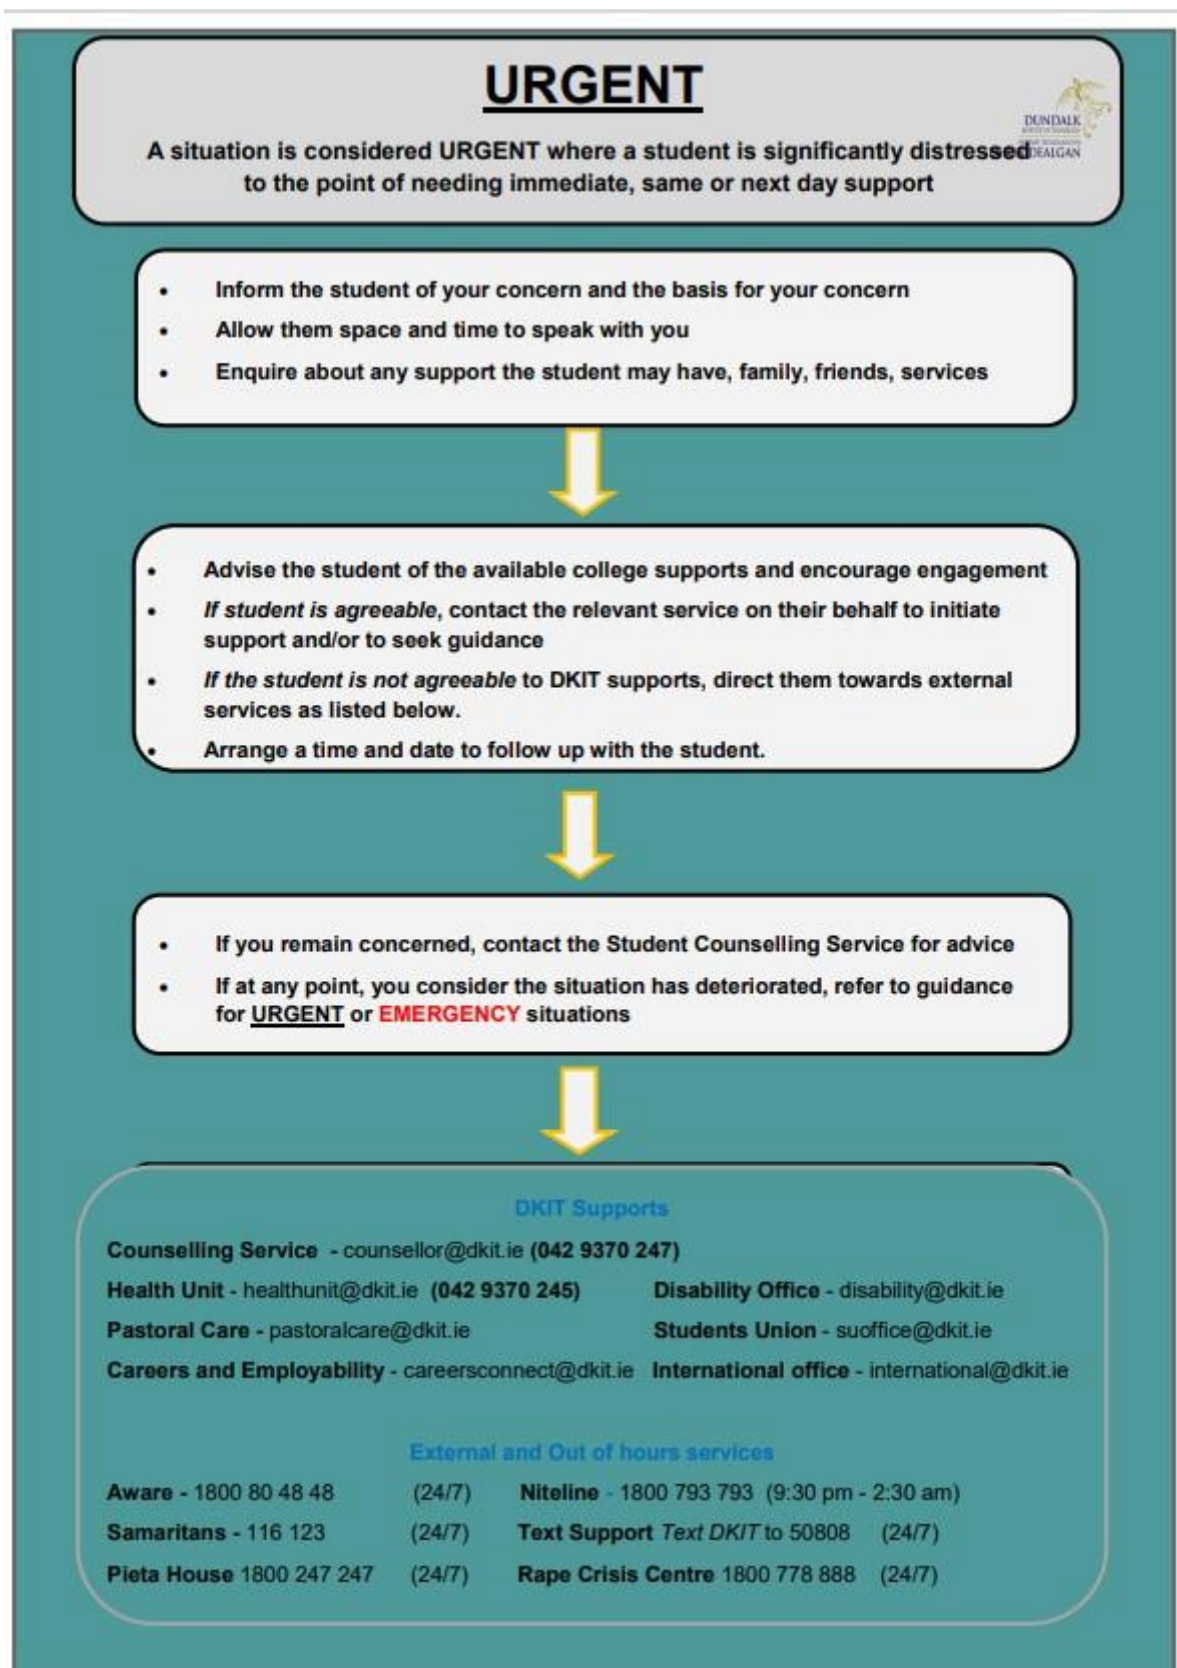 URGENT
DUNDALK
A situation is considered URGENT where a student is significantly distressed
DEALGAN
to the point of needing immediate, same or next day support
• Inform the student of your concern and the basis for your concern
• Allow them space and time to speak with you
• Enquire about any support the student may have, family, friends, services
• Advise the student of the available college supports and encourage engagement
• If student is agreeable, contact the relevant service on their behalf to initiate
support and/or to seek guidance
• If the student is not agreeable to DKIT supports, direct them towards external
services as listed below.
• Arrange a time and date to follow up with the student.
• If you remain concerned, contact the Student Counselling Service for advice
• If at any point, you consider the situation has deteriorated, refer to guidance
for URGENT or EMERGENCY situations
DKIT Supports
Counselling Service - counsellor@dkit.ie (042 9370 247)
Health Unit - healthunit@dkit.ie (042 9370 245) Disability Office - disability@dkit.ie
Pastoral Care - pastoralcare@dkit.ie Students Union - suoffice@dkit.ie
Careers and Employability - careersconnect@dkit.ie International office - international@dkit.ie
External and Out of hours services
Aware - 1800 80 48 48 (24/7) Niteline - 1800 793 793 (9:30 pm - 2:30 am)
Samaritans - 116 123 (24/7) Text Support Text DKIT to 50808 (24/7)
Pieta House 1800 247 247 (24/7) Rape Crisis Centre 1800 778 888 (24/7)